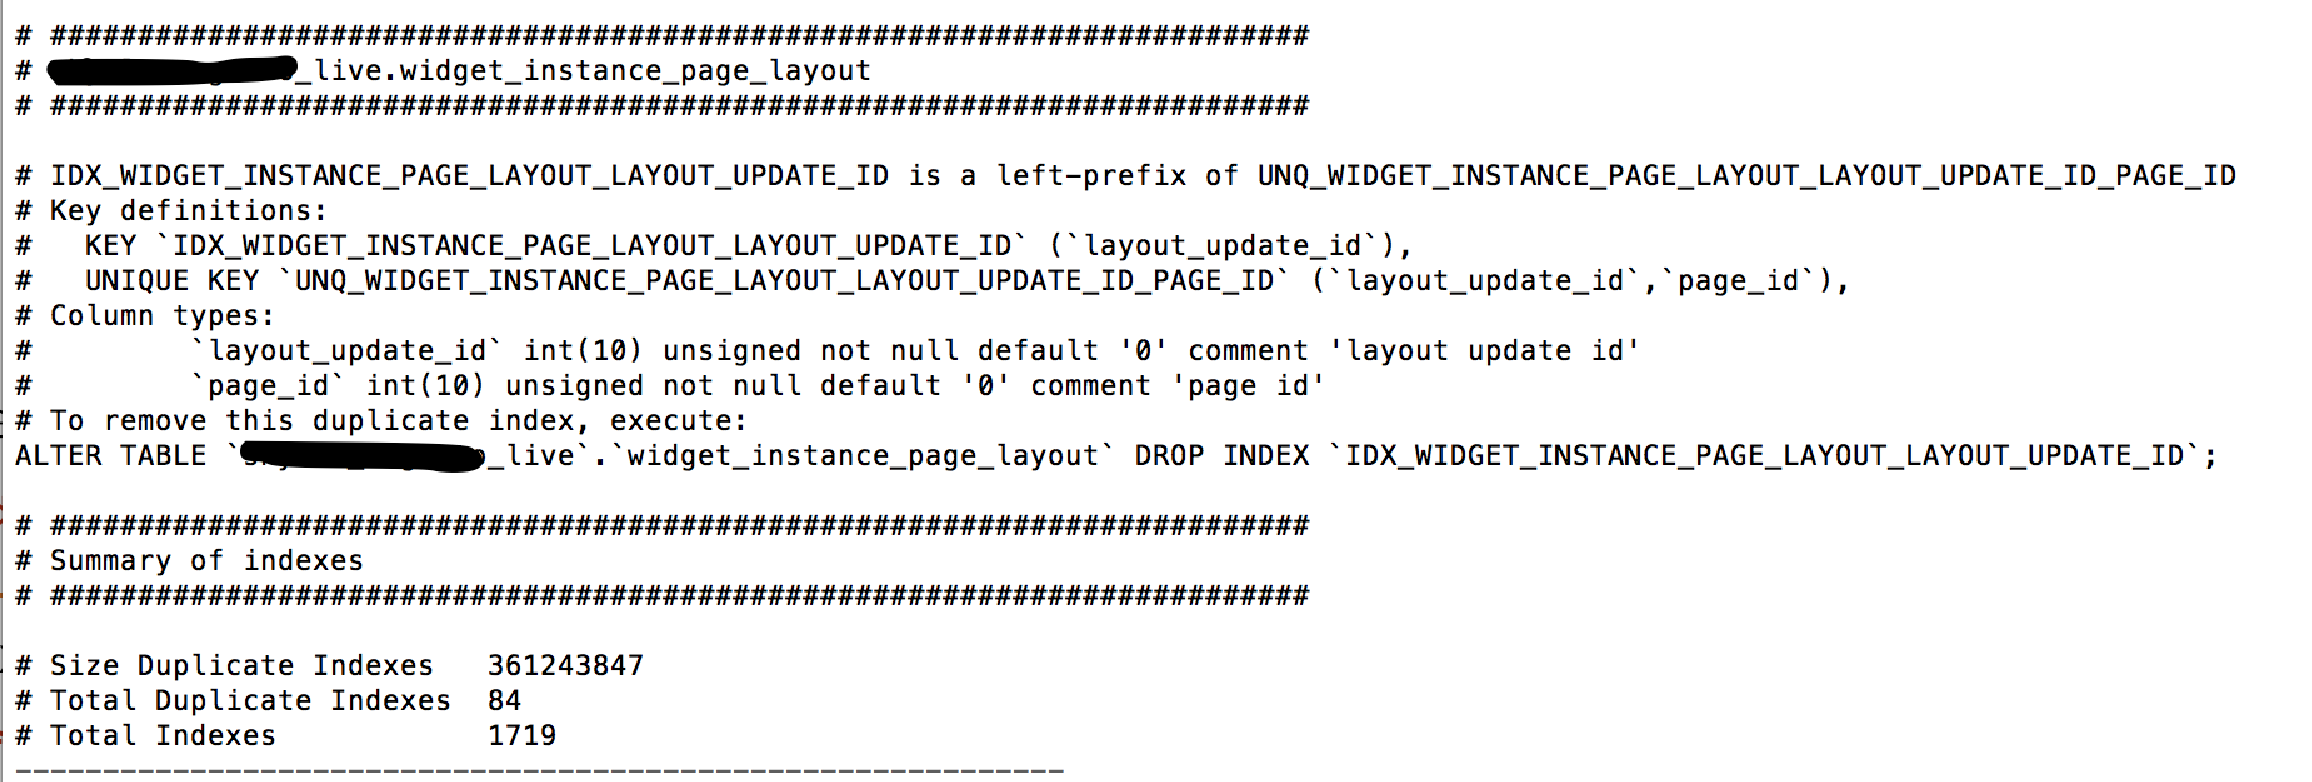 # ########################################################################
# _live.widget_instance_page_layout
# ########################################################################
# IDX_WIDGET_INSTANCE_PAGE_LAYOUT_LAYOUT_UPDATE_ID is a left-prefix of UNQ_WIDGET_INSTANCE_PAGE_LAYOUT_LAYOUT_UPDATE_ID_PAGE_ID
# Key definitions:
#   KEY `IDX_WIDGET_INSTANCE_PAGE_LAYOUT_LAYOUT_UPDATE_ID` (`layout_update_id`),
#   UNIQUE KEY `UNQ_WIDGET_INSTANCE_PAGE_LAYOUT_LAYOUT_UPDATE_ID_PAGE_ID` (`layout_update_id`,`page_id`),
# Column types:
#         `layout_update_id` int(10) unsigned not null default '0' comment 'layout update id'
#         `page_id` int(10) unsigned not null default '0' comment 'page id'
# To remove this duplicate index, execute:
ALTER TABLE `_live`.`widget_instance_page_layout` DROP INDEX `IDX_WIDGET_INSTANCE_PAGE_LAYOUT_LAYOUT_UPDATE_ID`;
# ########################################################################
# Summary of indexes
# ########################################################################
# Size Duplicate Indexes   361243847
# Total Duplicate Indexes  84
# Total Indexes            1719